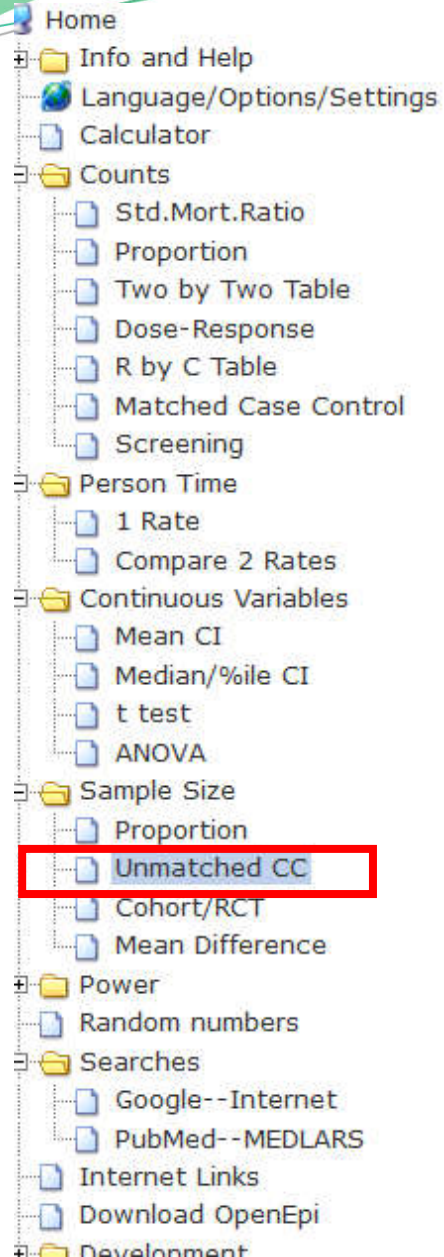 Home
Info and Help
Language/Options/Settings
Calculator
Counts
Std.Mort.Ratio
Proportion
Two by Two Table
Dose-Response
R by C Table
Matched Case Control
Screening
Person Time
1 Rate
Compare 2 Rates
Continuous Variables
Mean CI
Median/%ile CI
t test
ANOVA
Sample Size
Proportion
Unmatched CC
Cohort/RCT
Mean Difference
Power
Random numbers
Searches
Google--Internet
PubMed--MEDLARS
Internet Links
Download OpenEpi
Development